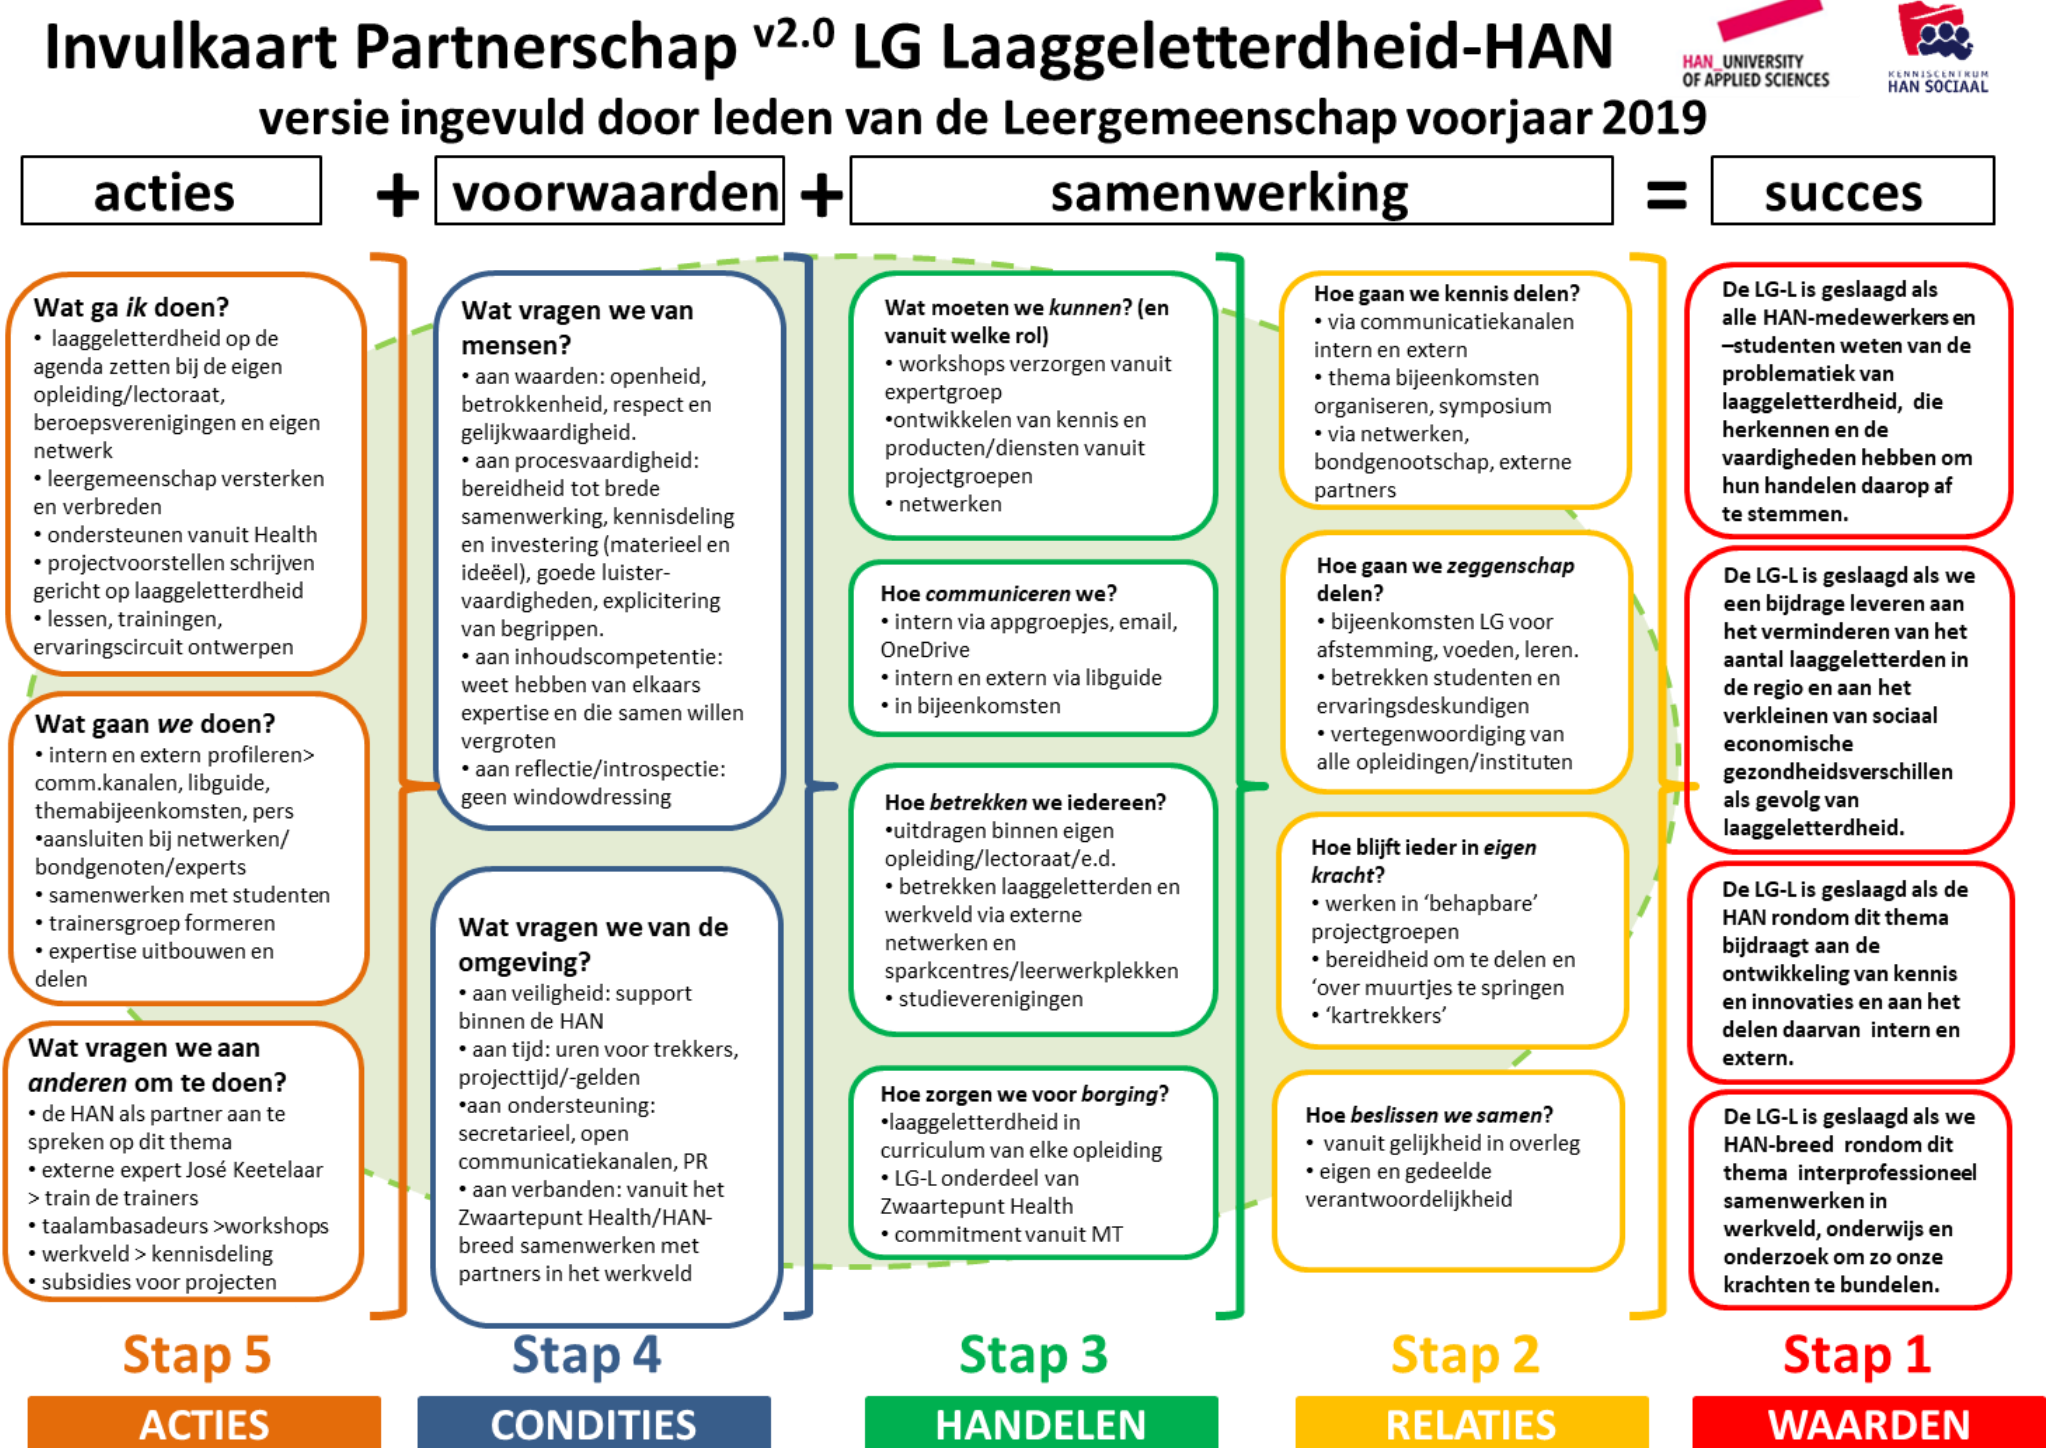 Invulkaart Partnerschap v2.0 LG Laaggeletterdheid-HAN
versie ingevuld door leden van de Leergemeenschap voorjaar 2019
HAN_UNIVERSITY
OF APPLIED SCIENCES
KENNISCENTRUM
HAN SOCIAAL
acties + voorwaarden + samenwerking = succes
Wat ga ik doen?
• laaggeletterdheid op de
agenda zetten bij de eigen
opleiding/lectoraat,
beroepsverenigingen en eigen
netwerk
• leergemeenschap versterken
en verbreden
• ondersteunen vanuit Health
• projectvoorstellen schrijven
gericht op laaggeletterdheid
• lessen, trainingen,
ervaringscircuit ontwerpen
Wat gaan we doen?
• intern en extern profileren>
comm.kanalen, libguide,
themabijeenkomsten, pers
•aansluiten bij netwerken/
bondgenoten/experts
• samenwerken met studenten
• trainersgroep formeren
• expertise uitbouwen en
delen
Wat vragen we aan
anderen om te doen?
• de HAN als partner aan te
spreken op dit thema
• externe expert José Keetelaar
> train de trainers
• taalambasadeurs >workshops
• werkveld > kennisdeling
• subsidies voor projecten
Stap 5
ACTIES
Wat vragen we van
mensen?
• aan waarden: openheid,
betrokkenheid, respect en
gelijkwaardigheid.
• aan procesvaardigheid:
bereidheid tot brede
samenwerking, kennisdeling
en investering (materieel en
ideëel), goede luister-
vaardigheden, explicitering
van begrippen.
• aan inhoudscompetentie:
weet hebben van elkaars
expertise en die samen willen
vergroten
• aan reflectie/introspectie:
geen windowdressing
Wat vragen we van de
omgeving?
• aan veiligheid: support
binnen de HAN
• aan tijd: uren voor trekkers,
projecttijd/-gelden
•aan ondersteuning:
secretarieel, open
communicatiekanalen, PR
• aan verbanden: vanuit het
Zwaartepunt Health/HAN-
breed samenwerken met
partners in het werkveld
Stap 4
CONDITIES
Wat moeten we kunnen? (en
vanuit welke rol)
• workshops verzorgen vanuit
expertgroep
•ontwikkelen van kennis en
producten/diensten vanuit
projectgroepen
• netwerken
Hoe communiceren we?
• intern via appgroepjes, email,
OneDrive
• intern en extern via libguide
• in bijeenkomsten
Hoe betrekken we iedereen?
•uitdragen binnen eigen
opleiding/lectoraat/e.d.
• betrekken laaggeletterden en
werkveld via externe
netwerken en
sparkcentres/leerwerkplekken
• studieverenigingen
Hoe zorgen we voor borging?
•laaggeletterdheid in
curriculum van elke opleiding
• LG-L onderdeel van
Zwaartepunt Health
• commitment vanuit MT
Stap 3
HANDELEN
Hoe gaan we kennis delen?
• via communicatiekanalen
intern en extern
• thema bijeenkomsten
organiseren, symposium
• via netwerken,
bondgenootschap, externe
partners
Hoe gaan we zeggenschap
delen?
• bijeenkomsten LG voor
afstemming, voeden, leren.
• betrekken studenten en
ervaringsdeskundigen
• vertegenwoordiging van
alle opleidingen/instituten
Hoe blijft ieder in eigen
kracht?
• werken in ‘behapbare’
projectgroepen
• bereidheid om te delen en
‘over muurtjes te springen
• ‘kartrekkers’
Hoe beslissen we samen?
• vanuit gelijkheid in overleg
• eigen en gedeelde
verantwoordelijkheid
Stap 2
RELATIES
De LG-L is geslaagd als
alle HAN-medewerkers en
–studenten weten van de
problematiek van
laaggeletterdheid, die
herkennen en de
vaardigheden hebben om
hun handelen daarop af
te stemmen.
De LG-L is geslaagd als we
een bijdrage leveren aan
het verminderen van het
aantal laaggeletterden in
de regio en aan het
verkleinen van sociaal
economische
gezondheidsverschillen
als gevolg van
laaggeletterdheid.
De LG-L is geslaagd als de
HAN rondom dit thema
bijdraagt aan de
ontwikkeling van kennis
en innovaties en aan het
delen daarvan intern en
extern.
De LG-L is geslaagd als we
HAN-breed rondom dit
thema interprofessioneel
samenwerken in
werkveld, onderwijs en
onderzoek om zo onze
krachten te bundelen.
Stap 1
WAARDEN